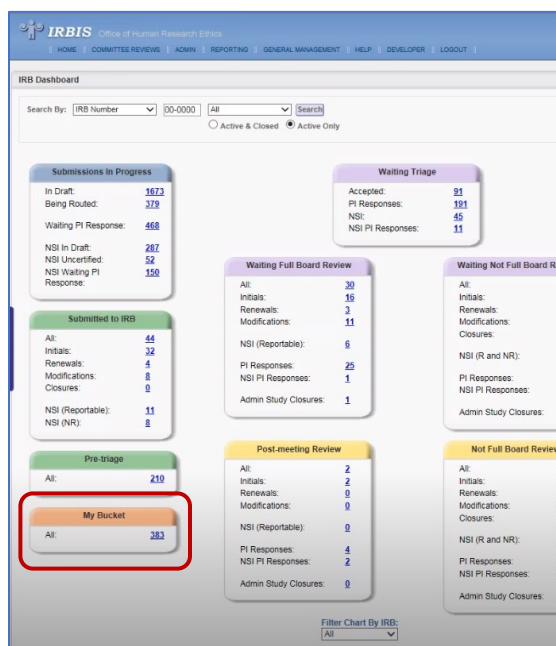 IRBIS Office of Human Research Ethics
HOME | COMMITTEE REVIEWS | ADMIN | REPORTING | GENERAL MANAGEMENT | HELP | DEVELOPER | LOGOUT |
IRB Dashboard
Search By: IRB Number 00-0000 All Search
Active & Closed Active Only
Submissions In Progress
In Draft: 1673
Being Routed: 379
Waiting PI Response: 468
NSI In Draft: 287
NSI Uncertified: 52
NSI Waiting PI Response: 150
Submitted to IRB
All: 44
Initials: 32
Renewals: 4
Modifications: 8
Closures: 0
NSI (Reportable): 11
NSI (NR): 8
Pre-triage
All: 210
My Bucket
All: 383
Waiting Triage
Accepted: 91
PI Responses: 191
NSI: 45
NSI PI Responses: 11
Waiting Full Board Review
All: 30
Initials: 16
Renewals: 3
Modifications: 11
NSI (Reportable): 6
PI Responses: 25
NSI PI Responses: 1
Admin Study Closures: 1
Post-meeting Review
All: 2
Initials: 2
Renewals: 0
Modifications: 0
NSI (Reportable): 0
PI Responses: 4
NSI PI Responses: 2
Admin Study Closures: 0
Waiting Not Full Board R
All:
Initials:
Renewals:
Modifications:
Closures:
NSI (R and NR):
PI Responses:
NSI PI Responses:
Admin Study Closures:
Not Full Board Review
All:
Initials:
Renewals:
Modifications:
Closures:
NSI (R and NR):
PI Responses:
NSI PI Responses:
Admin Study Closures:
Filter Chart By IRB:
All